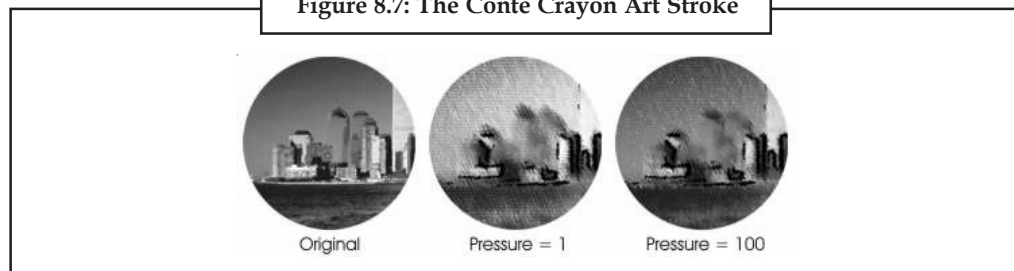 Figure 8.7: The Conte Crayon Art Stroke
Original Pressure = 1 Pressure = 100